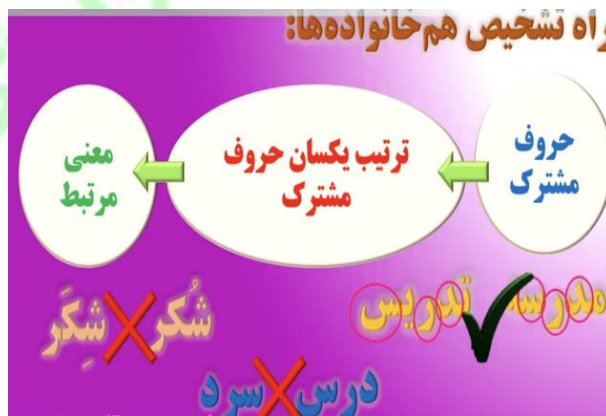 راه تشخیص هم‌خانواده‌ها:
حروف
مشترک
ترتیب یکسان حروف
مشترک
معنی
مرتبط
مدرسه تدریس
شُکر شِکَر
درس سرد